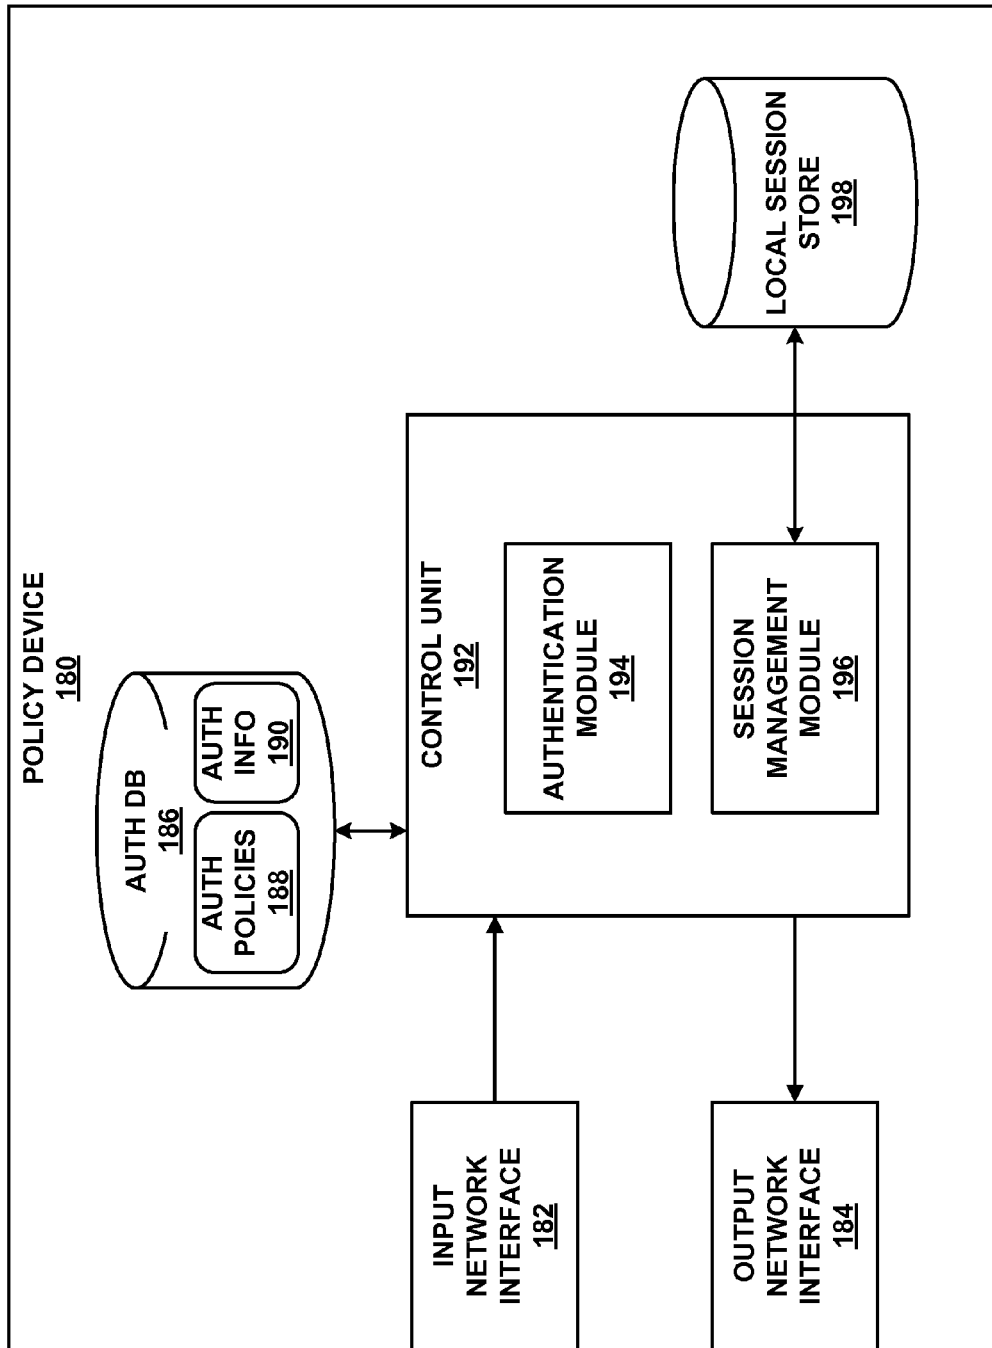 POLICY DEVICE
180
AUTH DB
186
AUTH
POLICIES
188
AUTH
INFO
190
INPUT
NETWORK
INTERFACE
182
CONTROL UNIT
192
AUTHENTICATION
MODULE
194
OUTPUT
NETWORK
INTERFACE
184
SESSION
MANAGEMENT
MODULE
196
LOCAL SESSION
STORE
198